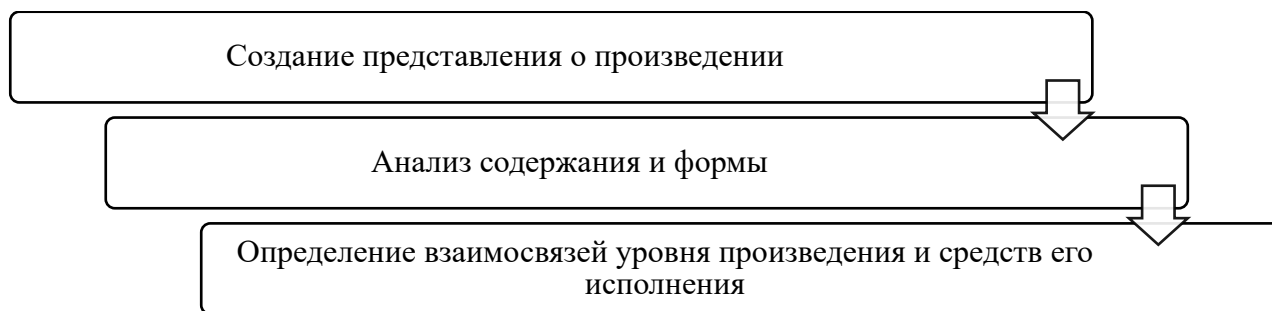 Создание представления о произведении
Анализ содержания и формы
Определение взаимосвязей уровня произведения и средств его
исполнения